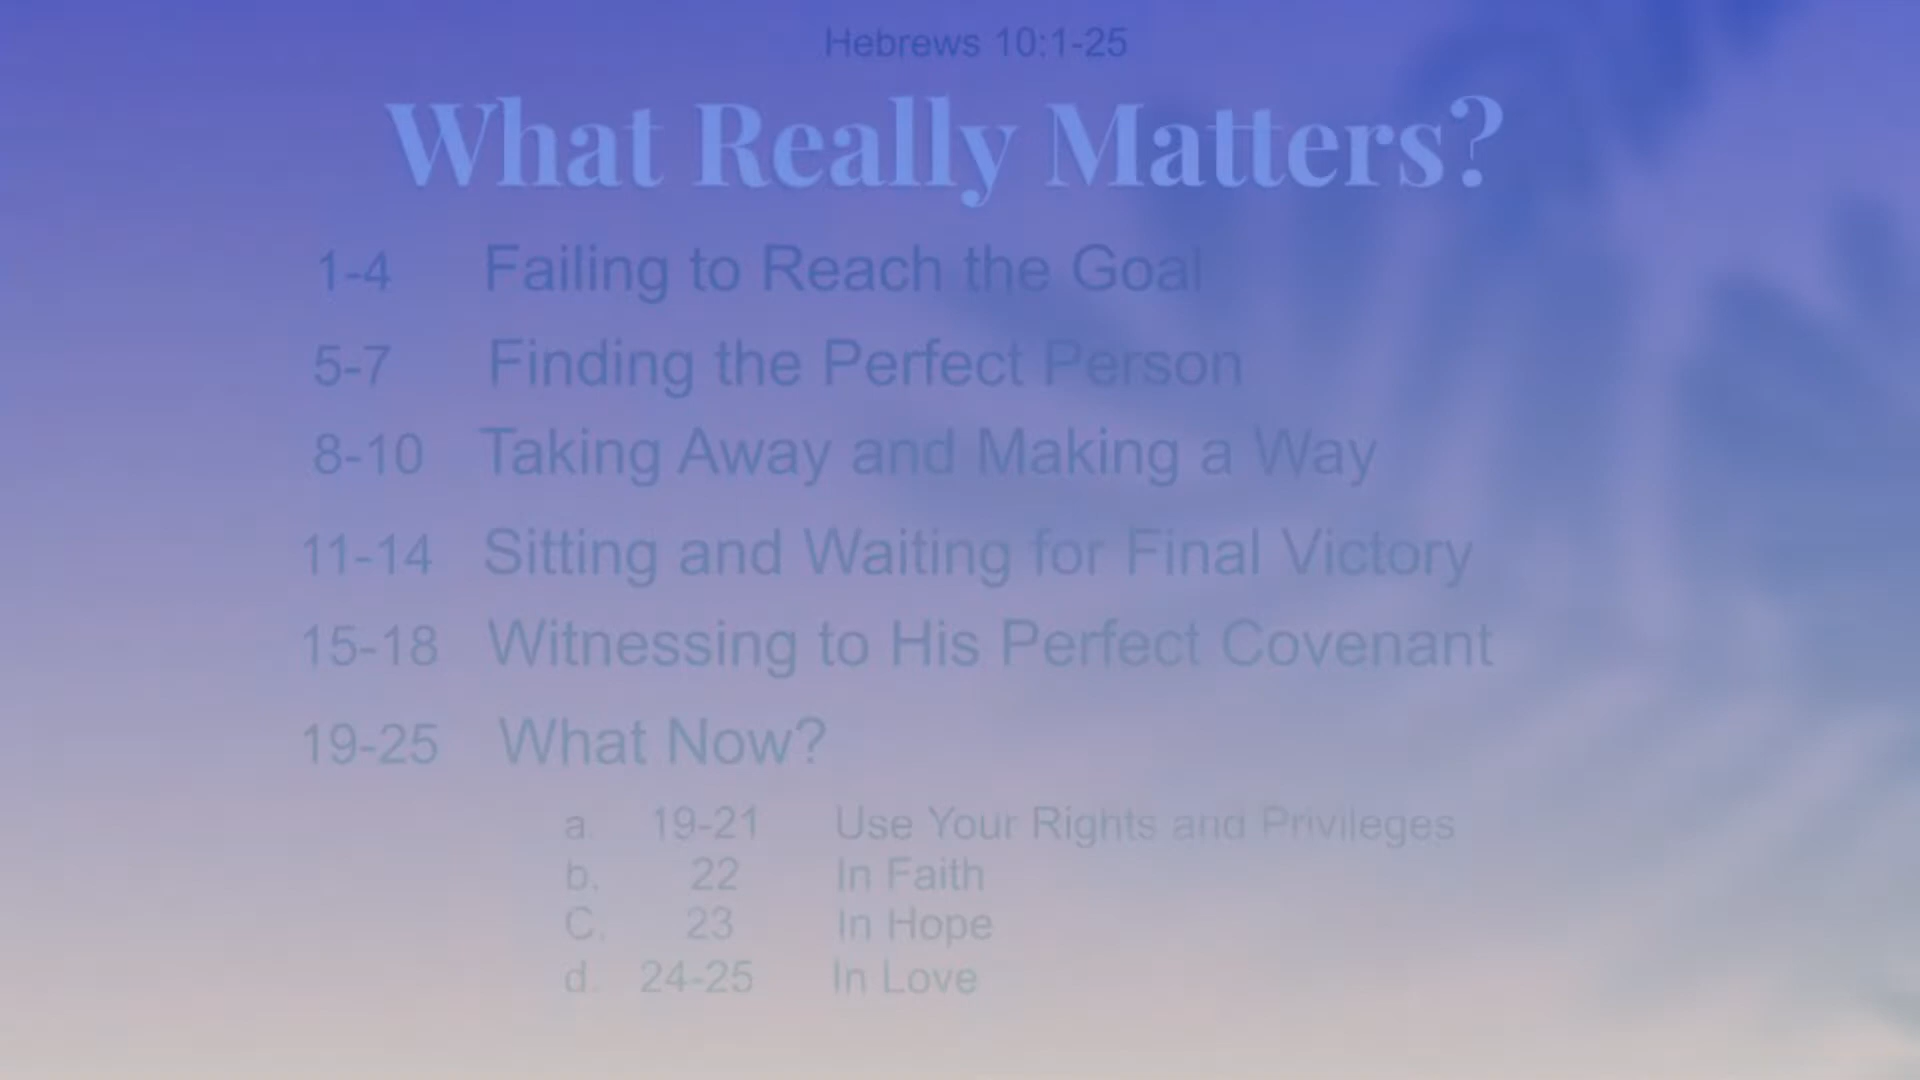 Hebrews 10:1-25
What Really Matters?
1-4 Failing to Reach the Goal
5-7 Finding the Perfect Person
8-10 Taking Away and Making a Way
11-14 Sitting and Waiting for Final Victory
15-18 Witnessing to His Perfect Covenant
19-25 What Now?
a. 19-21 Use Your Rights and Privileges
b. 22 In Faith
C. 23 In Hope
d. 24-25 In Love